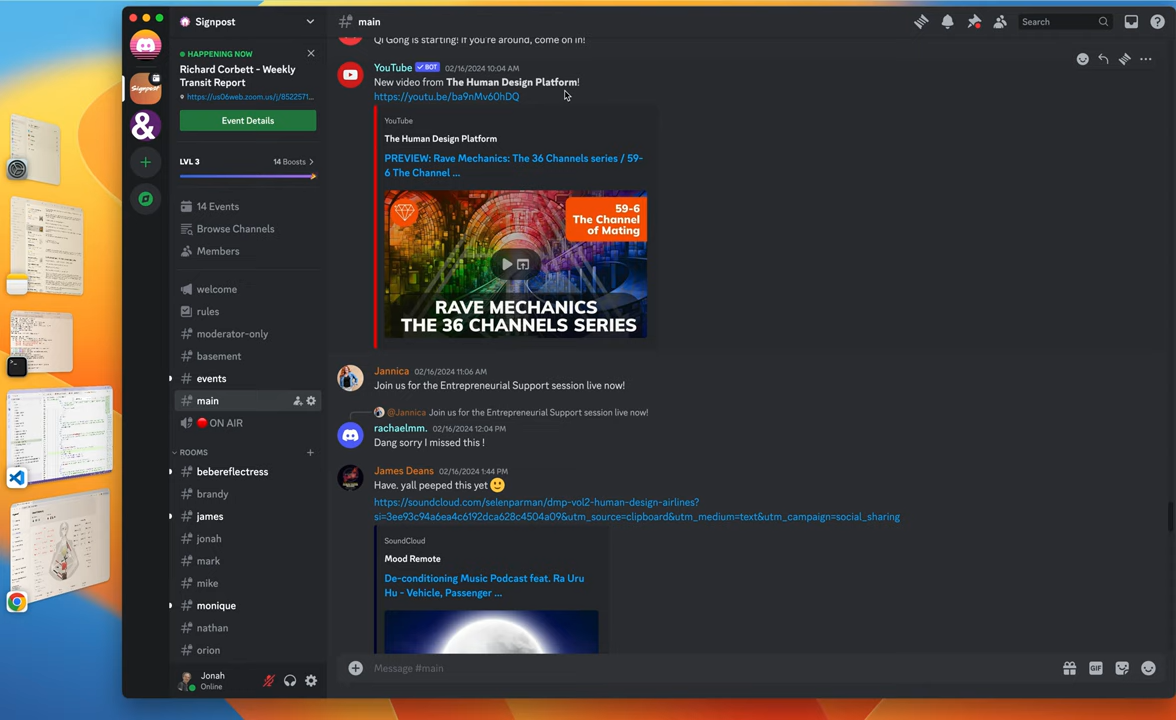 Signpost
# main
Search
HAPPENING NOW
Richard Corbett - Weekly
Transit Report
https://us06web.zoom.us/j/8522571...
Event Details
LVL 3
14 Boosts
14 Events
Browse Channels
Members
welcome
rules
moderator-only
basement
events
main
ON AIR
ROOMS
bebereflectress
brandy
james
jonah
mark
mike
monique
nathan
orion
Jonah
Online
Signpost
&
Qi Gong is starting! If you're around, come on in!
YouTube BOT 02/16/2024 10:04 AM
New video from The Human Design Platform!
https://youtu.be/ba9nMv60hDQ
YouTube
The Human Design Platform
PREVIEW: Rave Mechanics: The 36 Channels series / 59-
6 The Channel ...
59-6
The Channel
of Mating
RAVE MECHANICS
THE 36 CHANNELS SERIES
Jannica 02/16/2024 11:06 AM
Join us for the Entrepreneurial Support session live now!
@Jannica Join us for the Entrepreneurial Support session live now!
rachaelmm. 02/16/2024 12:04 PM
Dang sorry I missed this !
James Deans 02/16/2024 1:44 PM
Have. yall peeped this yet
https://soundcloud.com/selenparman/dmp-vol2-human-design-airlines?
si=3ee93c94a6ea4c6192dca628c4504a09&utm_source=clipboard&utm_medium=text&utm_campaign=social_sharing
SoundCloud
Mood Remote
De-conditioning Music Podcast feat. Ra Uru
Hu - Vehicle, Passenger ...
Message #main
GIF